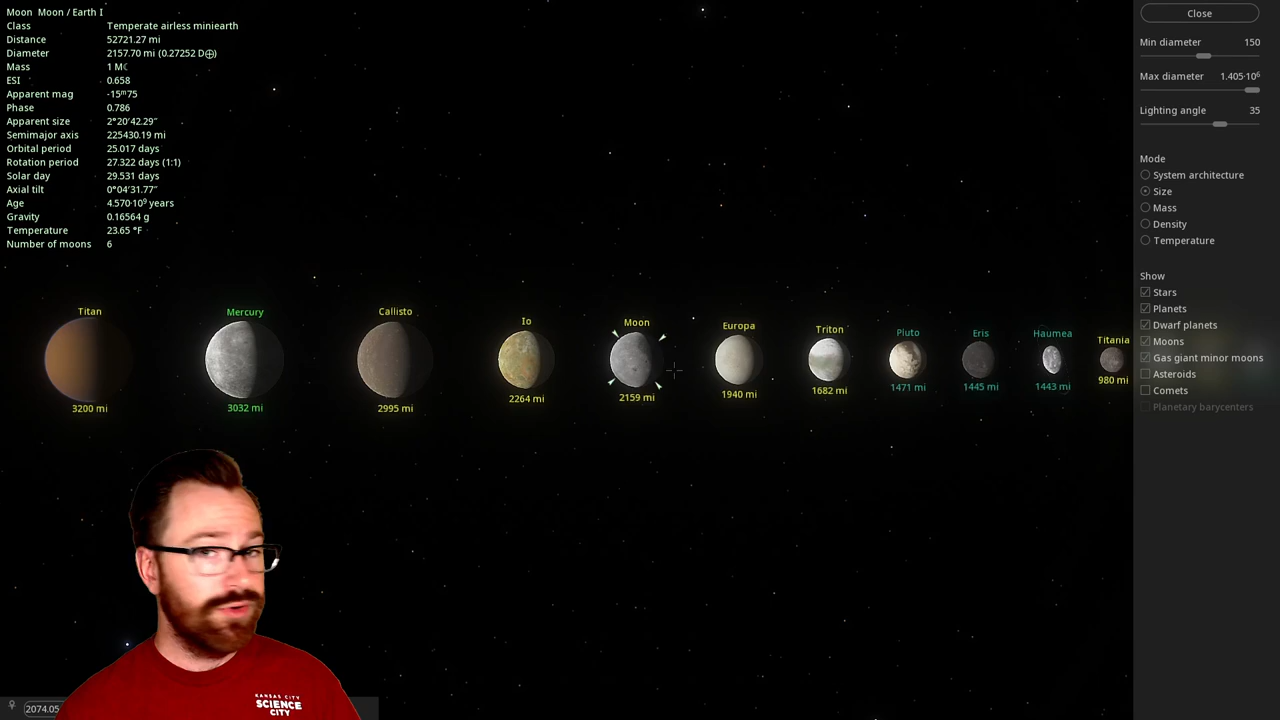 Moon Moon / Earth I
Class Temperate airless miniearth
Distance 52721.27 mi
Diameter 2157.70 mi (0.27252 D⊕)
Mass 1 M☾
ESI 0.658
Apparent mag -15ᵐ75
Phase 0.786
Apparent size 2°20′42.29″
Semimajor axis 225430.19 mi
Orbital period 25.017 days
Rotation period 27.322 days (1:1)
Solar day 29.531 days
Axial tilt 0°04′31.77″
Age 4.570·10⁹ years
Gravity 0.16564 g
Temperature 23.65 °F
Number of moons 6
Titan
3200 mi
Mercury
3032 mi
Callisto
2995 mi
Io
2264 mi
Moon
2159 mi
Europa
1940 mi
Triton
1682 mi
Pluto
1471 mi
Eris
1445 mi
Haumea
1443 mi
Titania
980 mi
Close
Min diameter 150
Max diameter 1.405·10⁶
Lighting angle 35
Mode
System architecture
Size
Mass
Density
Temperature
Show
Stars
Planets
Dwarf planets
Moons
Gas giant minor moons
Asteroids
Comets
Planetary barycenters
KANSAS CITY
SCIENCE
CITY
2074.05